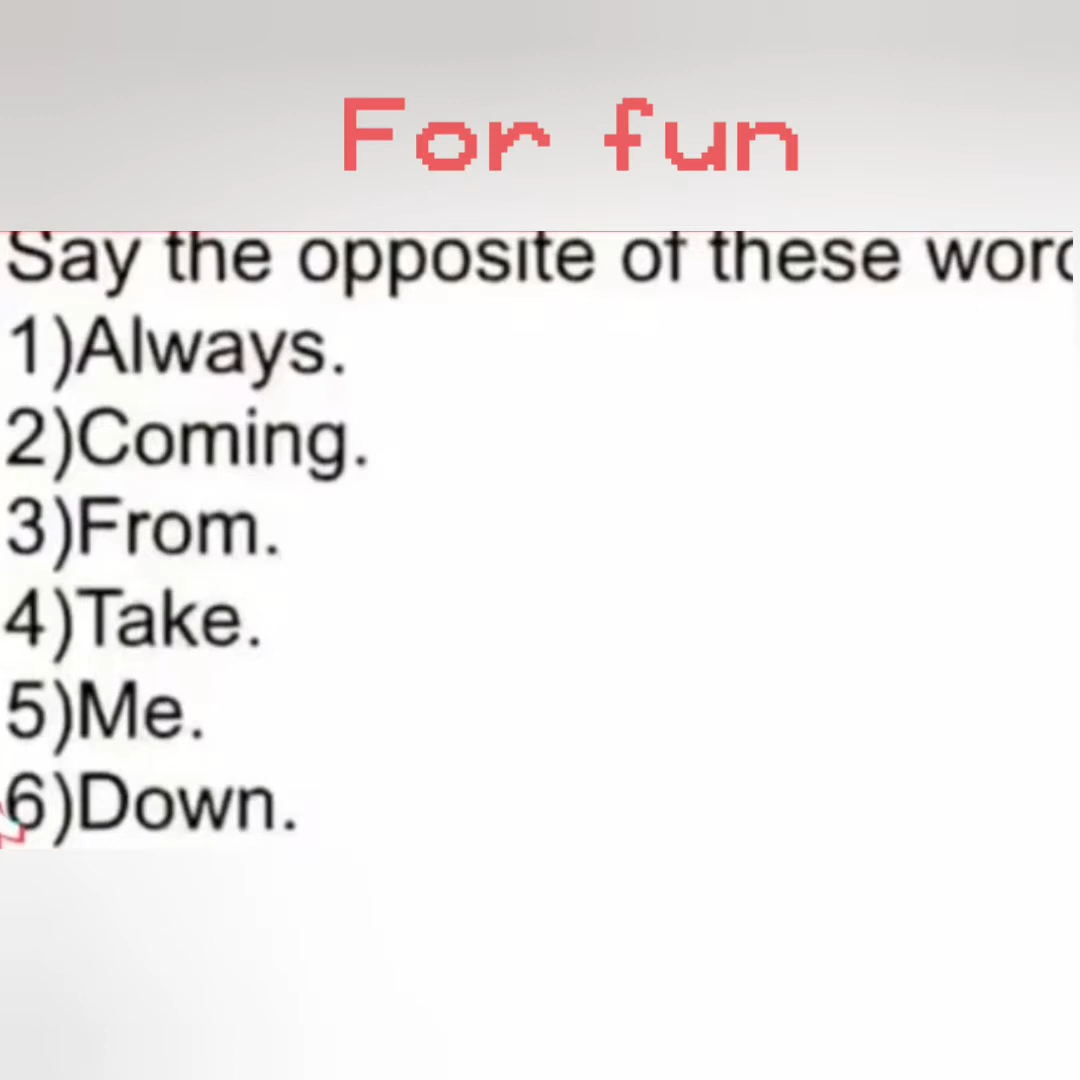 For fun
Say the opposite of these
1)Always.
2)Coming.
3)From.
4)Take.
5)Me.
6)Down.